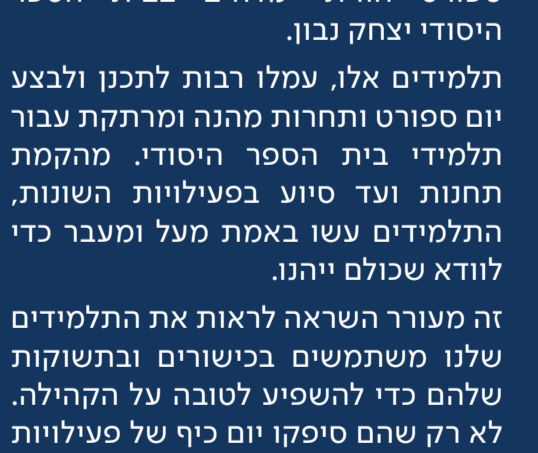 היסודי יצחק נבון.
תלמידים אלו, עמלו רבות לתכנן ולבצע
יום ספורט ותחרות מהנה ומרתקת עבור
תלמידי בית הספר היסודי. מהקמת
תחנות ועד סיוע בפעילויות השונות,
התלמידים עשו באמת מעל ומעבר כדי
לוודא שכולם ייהנו.
זה מעורר השראה לראות את התלמידים
שלנו משתמשים בכישורים ובתשוקות
שלהם כדי להשפיע לטובה על הקהילה.
לא רק שהם סיפקו יום כיף של פעילויות